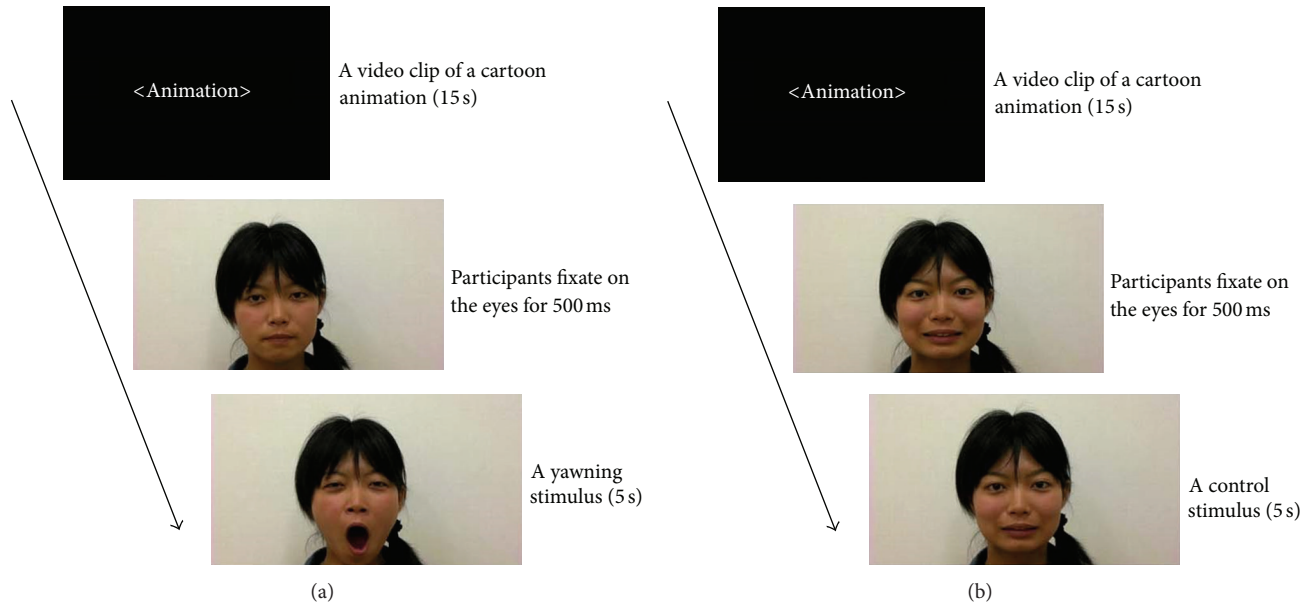 <Animation>
A video clip of a cartoon
animation (15 s)
Participants fixate on
the eyes for 500 ms
A yawning
stimulus (5 s)
(a)
<Animation>
A video clip of a cartoon
animation (15 s)
Participants fixate on
the eyes for 500 ms
A control
stimulus (5 s)
(b)